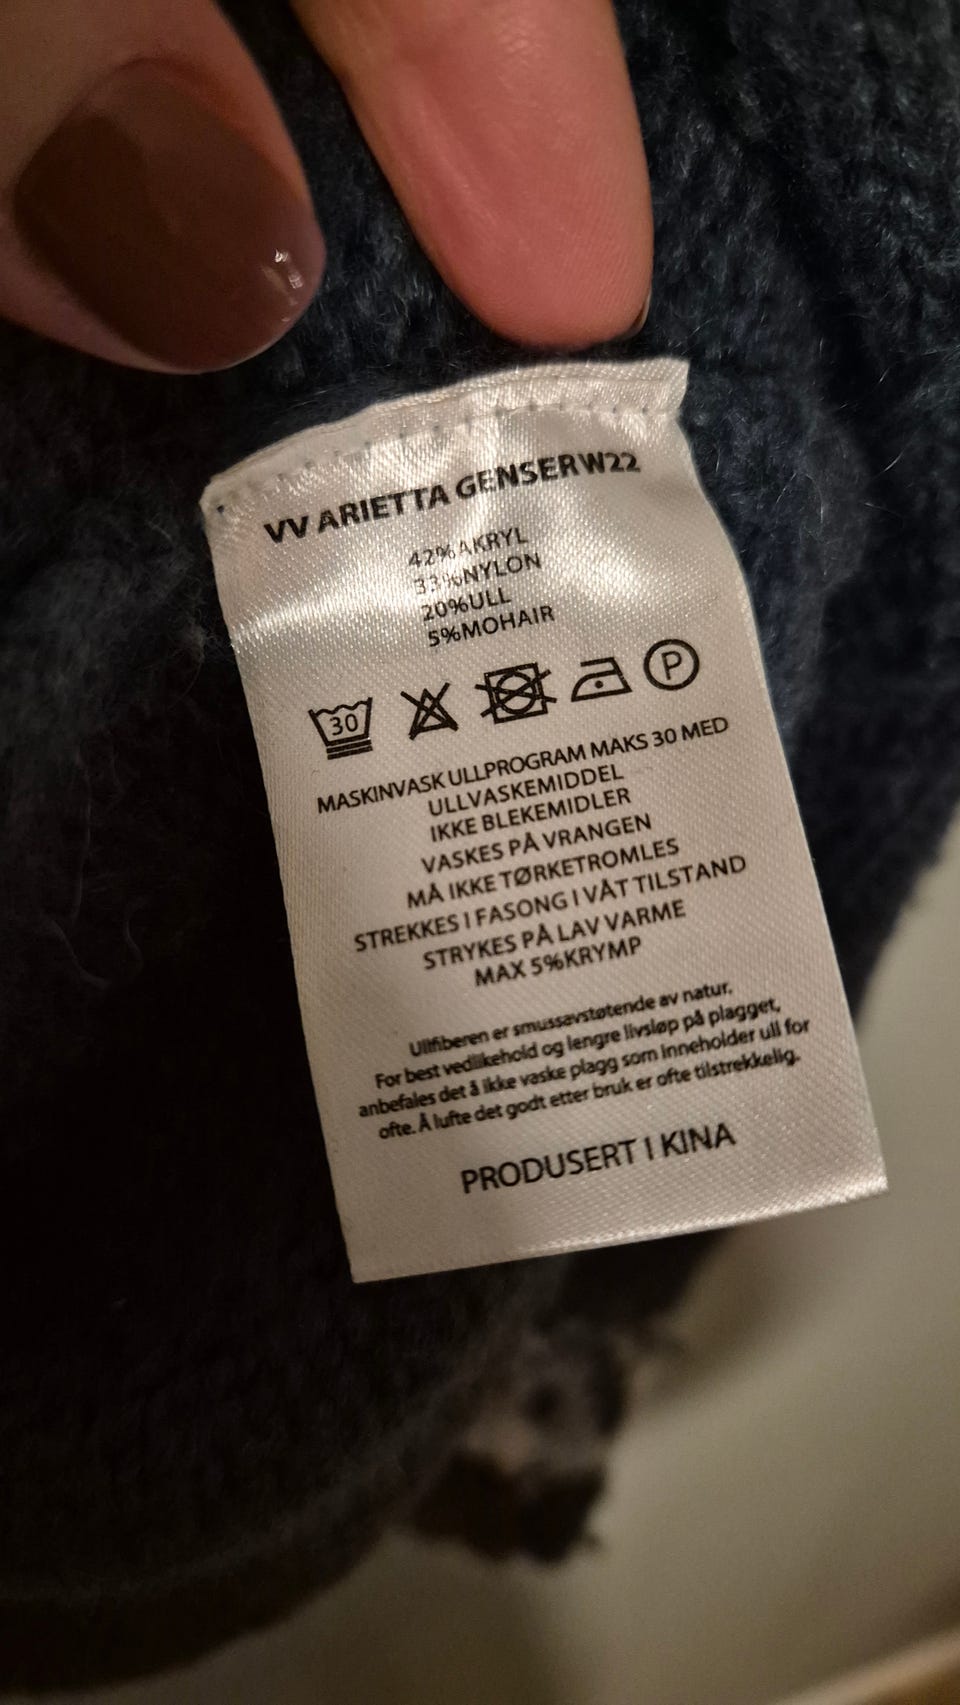 VV ARIETTA GENSERW22
42%AKRYL
33%NYLON
20%ULL
5%MOHAIR
30 P
MASKINVASK ULLPROGRAM MAKS 30 MED
ULLVASKEMIDDEL
IKKE BLEKEMIDLER
VASKES PÅ VRANGEN
MÅ IKKE TØRKETROMLES
STREKKES I FASONG I VÅT TILSTAND
STRYKES PÅ LAV VARME
MAX 5%KRYMP
Ullfiberen er smussavstøtende av natur.
For best vedlikehold og lengre livsløp på plagget,
anbefales det å ikke vaske plagg som inneholder ull for
ofte. Å lufte det godt etter bruk er ofte tilstrekkelig.
PRODUSERT I KINA